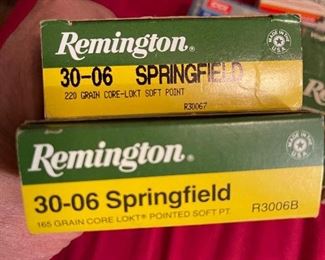 Remington.
MADE IN THE U.S.A.
30-06 SPRINGFIELD
220 GRAIN CORE-LOKT SOFT POINT
R30067
Remington.
30-06 Springfield
R3006B
165 GRAIN CORE LOKT® POINTED SOFT PT.